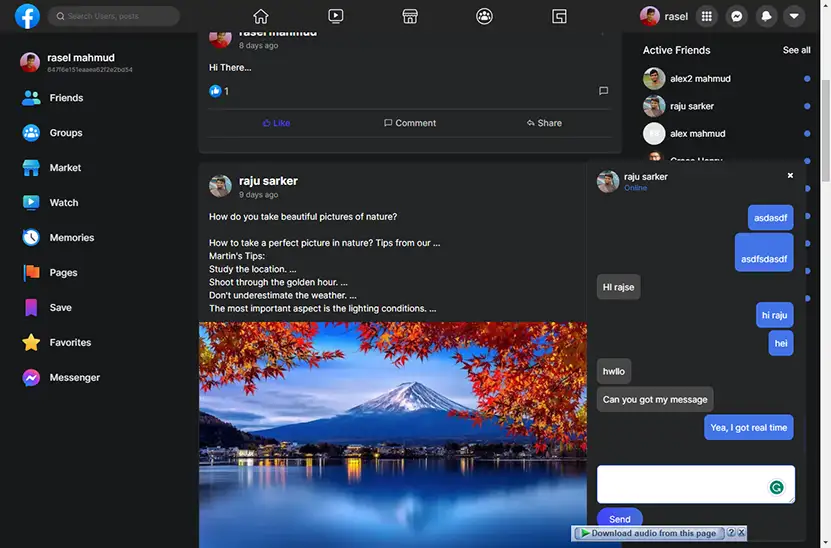 Search Users, posts
rasel
rasel mahmud
647f6e151eaaea62f2e2bd54
Friends
Groups
Market
Watch
Memories
Pages
Save
Favorites
Messenger
rasel mahmud
8 days ago
Hi There...
1
Like
Comment
Share
raju sarker
9 days ago
How do you take beautiful pictures of nature?
How to take a perfect picture in nature? Tips from our ...
Martin's Tips:
Study the location. ...
Shoot through the golden hour. ...
Don't underestimate the weather. ...
The most important aspect is the lighting conditions. ...
Active Friends
See all
alex2 mahmud
raju sarker
alex mahmud
Grace Henry
raju sarker
Online
asdasdf
asdfsdasdf
HI rajse
hi raju
hei
hwllo
Can you got my message
Yea, I got real time
Send
Download audio from this page
? X